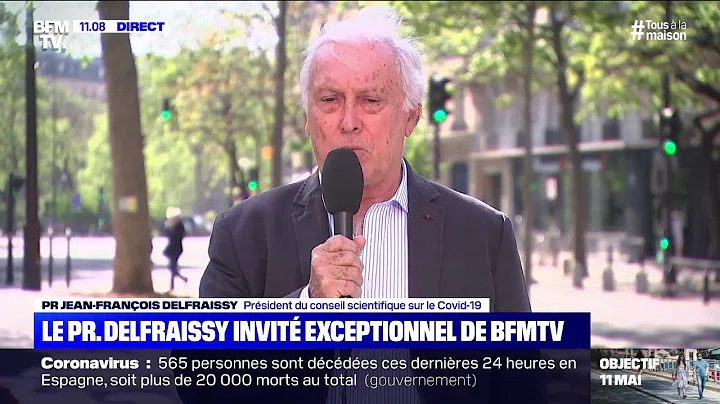 BFM
TV.
11.08 DIRECT
#Tous à la
maison
PR JEAN-FRANÇOIS DELFRAISSY Président du conseil scientifique sur le Covid-19
LE PR. DELFRAISSY INVITÉ EXCEPTIONNEL DE BFMTV
Coronavirus : 565 personnes sont décédées ces dernières 24 heures en
Espagne, soit plus de 20 000 morts au total (gouvernement)
OBJECTIF
11 MAI